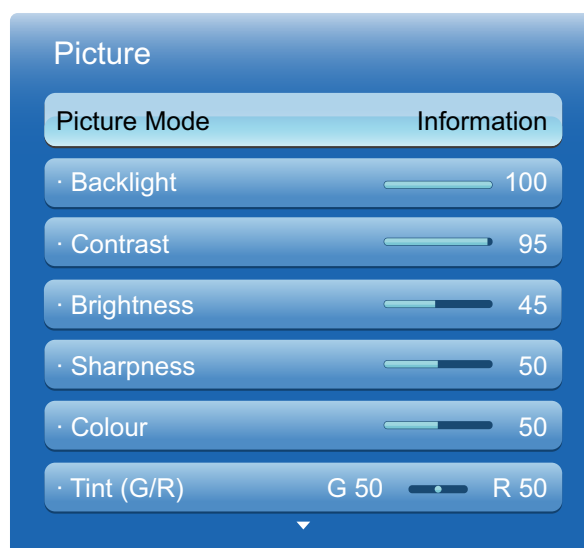 Picture
Picture Mode Information
· Backlight 100
· Contrast 95
· Brightness 45
· Sharpness 50
· Colour 50
· Tint (G/R) G 50 R 50